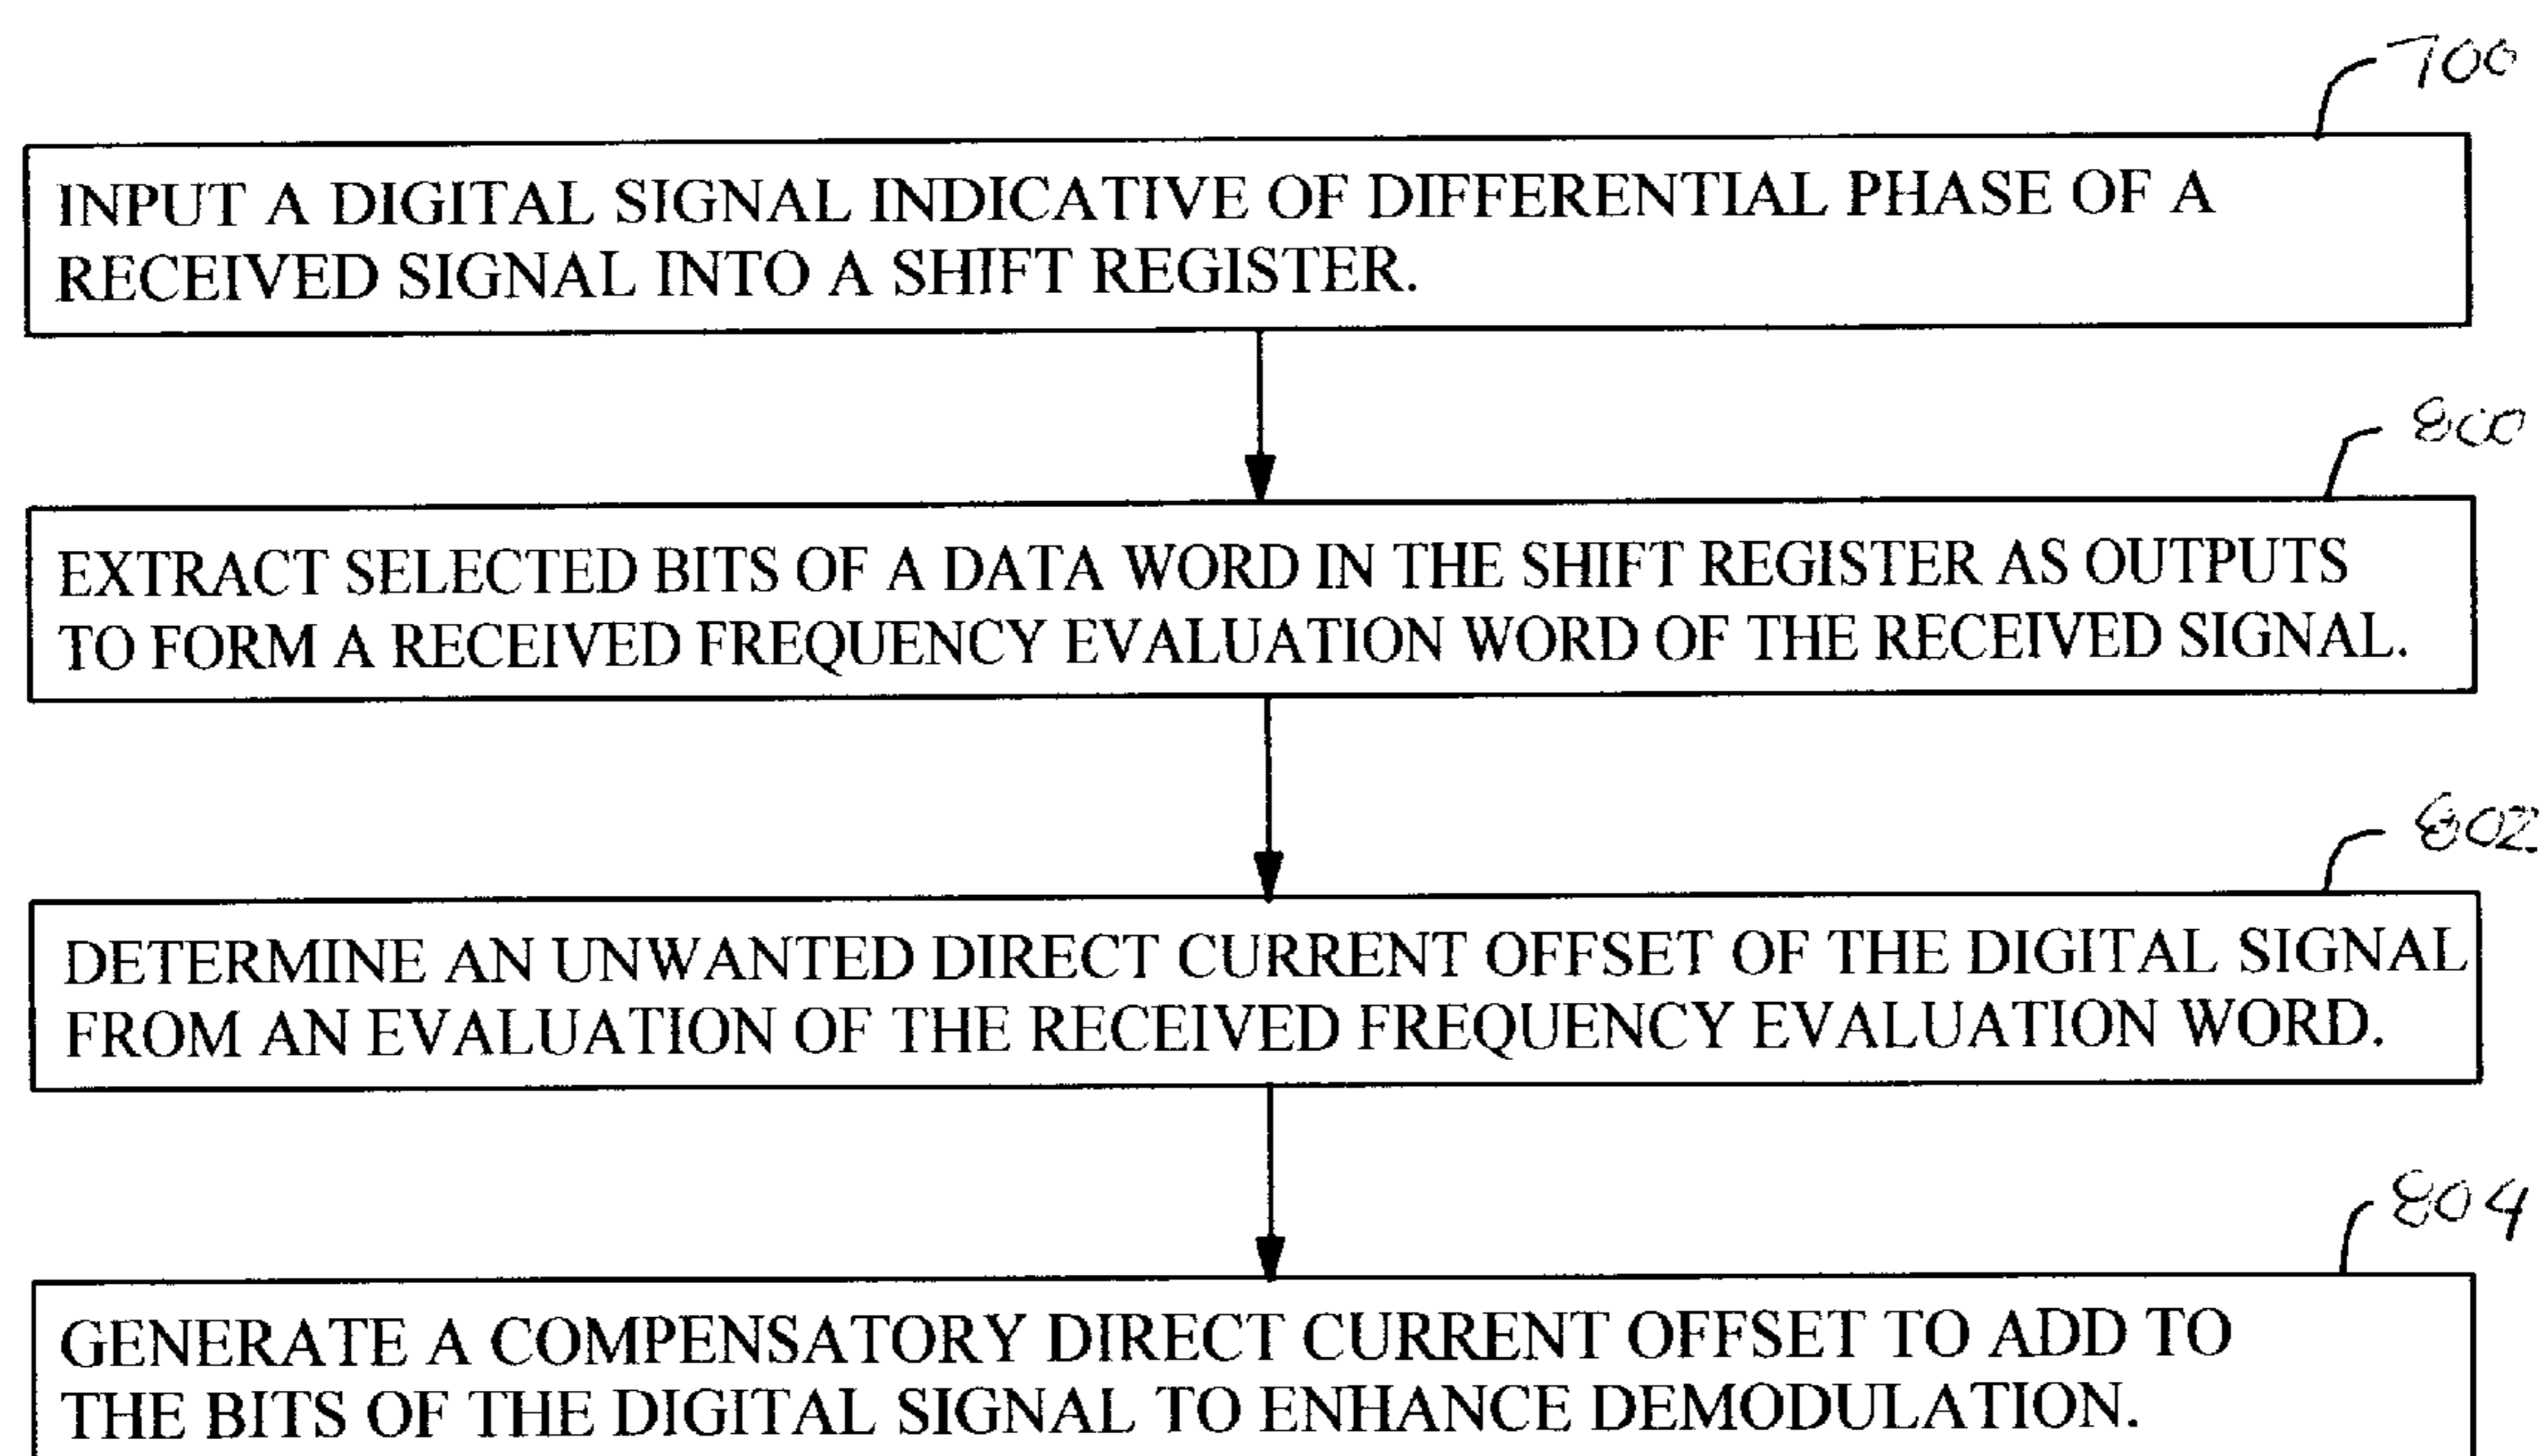 700
INPUT A DIGITAL SIGNAL INDICATIVE OF DIFFERENTIAL PHASE OF A
RECEIVED SIGNAL INTO A SHIFT REGISTER.
800
EXTRACT SELECTED BITS OF A DATA WORD IN THE SHIFT REGISTER AS OUTPUTS
TO FORM A RECEIVED FREQUENCY EVALUATION WORD OF THE RECEIVED SIGNAL.
802
DETERMINE AN UNWANTED DIRECT CURRENT OFFSET OF THE DIGITAL SIGNAL
FROM AN EVALUATION OF THE RECEIVED FREQUENCY EVALUATION WORD.
804
GENERATE A COMPENSATORY DIRECT CURRENT OFFSET TO ADD TO
THE BITS OF THE DIGITAL SIGNAL TO ENHANCE DEMODULATION.